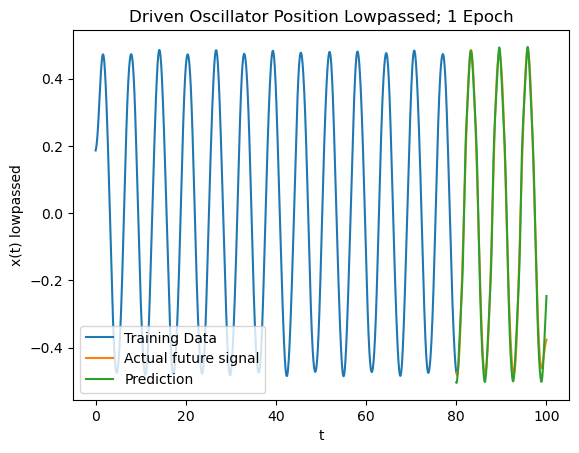 Driven Oscillator Position Lowpassed; 1 Epoch
x(t) lowpassed
0.4
0.2
0.0
−0.2
−0.4
Training Data
Actual future signal
Prediction
0 20 40 60 80 100
t